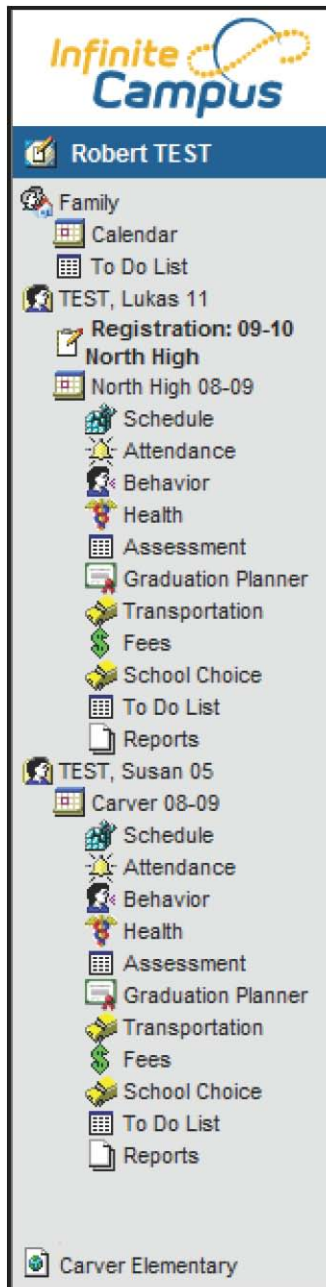 Infinite
Campus
Robert TEST
Family
Calendar
To Do List
TEST, Lukas 11
Registration: 09-10
North High
North High 08-09
Schedule
Attendance
Behavior
Health
Assessment
Graduation Planner
Transportation
Fees
School Choice
To Do List
Reports
TEST, Susan 05
Carver 08-09
Schedule
Attendance
Behavior
Health
Assessment
Graduation Planner
Transportation
Fees
School Choice
To Do List
Reports
Carver Elementary